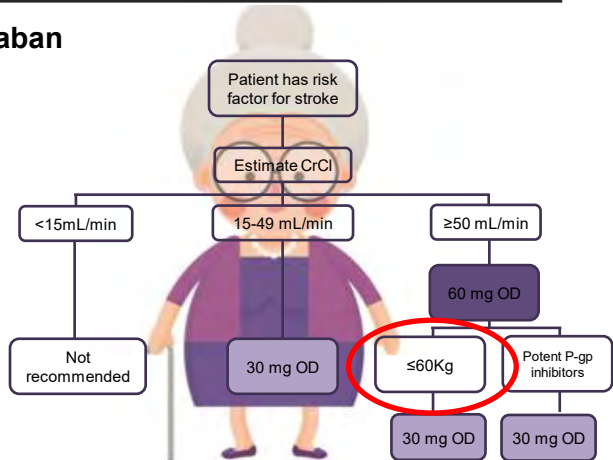 aban
Patient has risk
factor for stroke
Estimate CrCl
<15mL/min
15-49 mL/min
≥50 mL/min
60 mg OD
Not
recommended
30 mg OD
≤60Kg
Potent P-gp
inhibitors
30 mg OD
30 mg OD